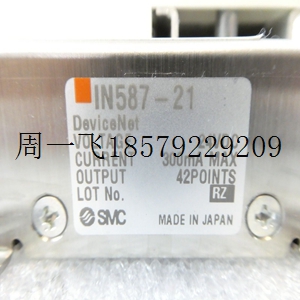 IN587-21
DeviceNet
周一飞18579229209
CURRENT 300mA MAX
OUTPUT 42POINTS
LOT No. RZ
SMC MADE IN JAPAN